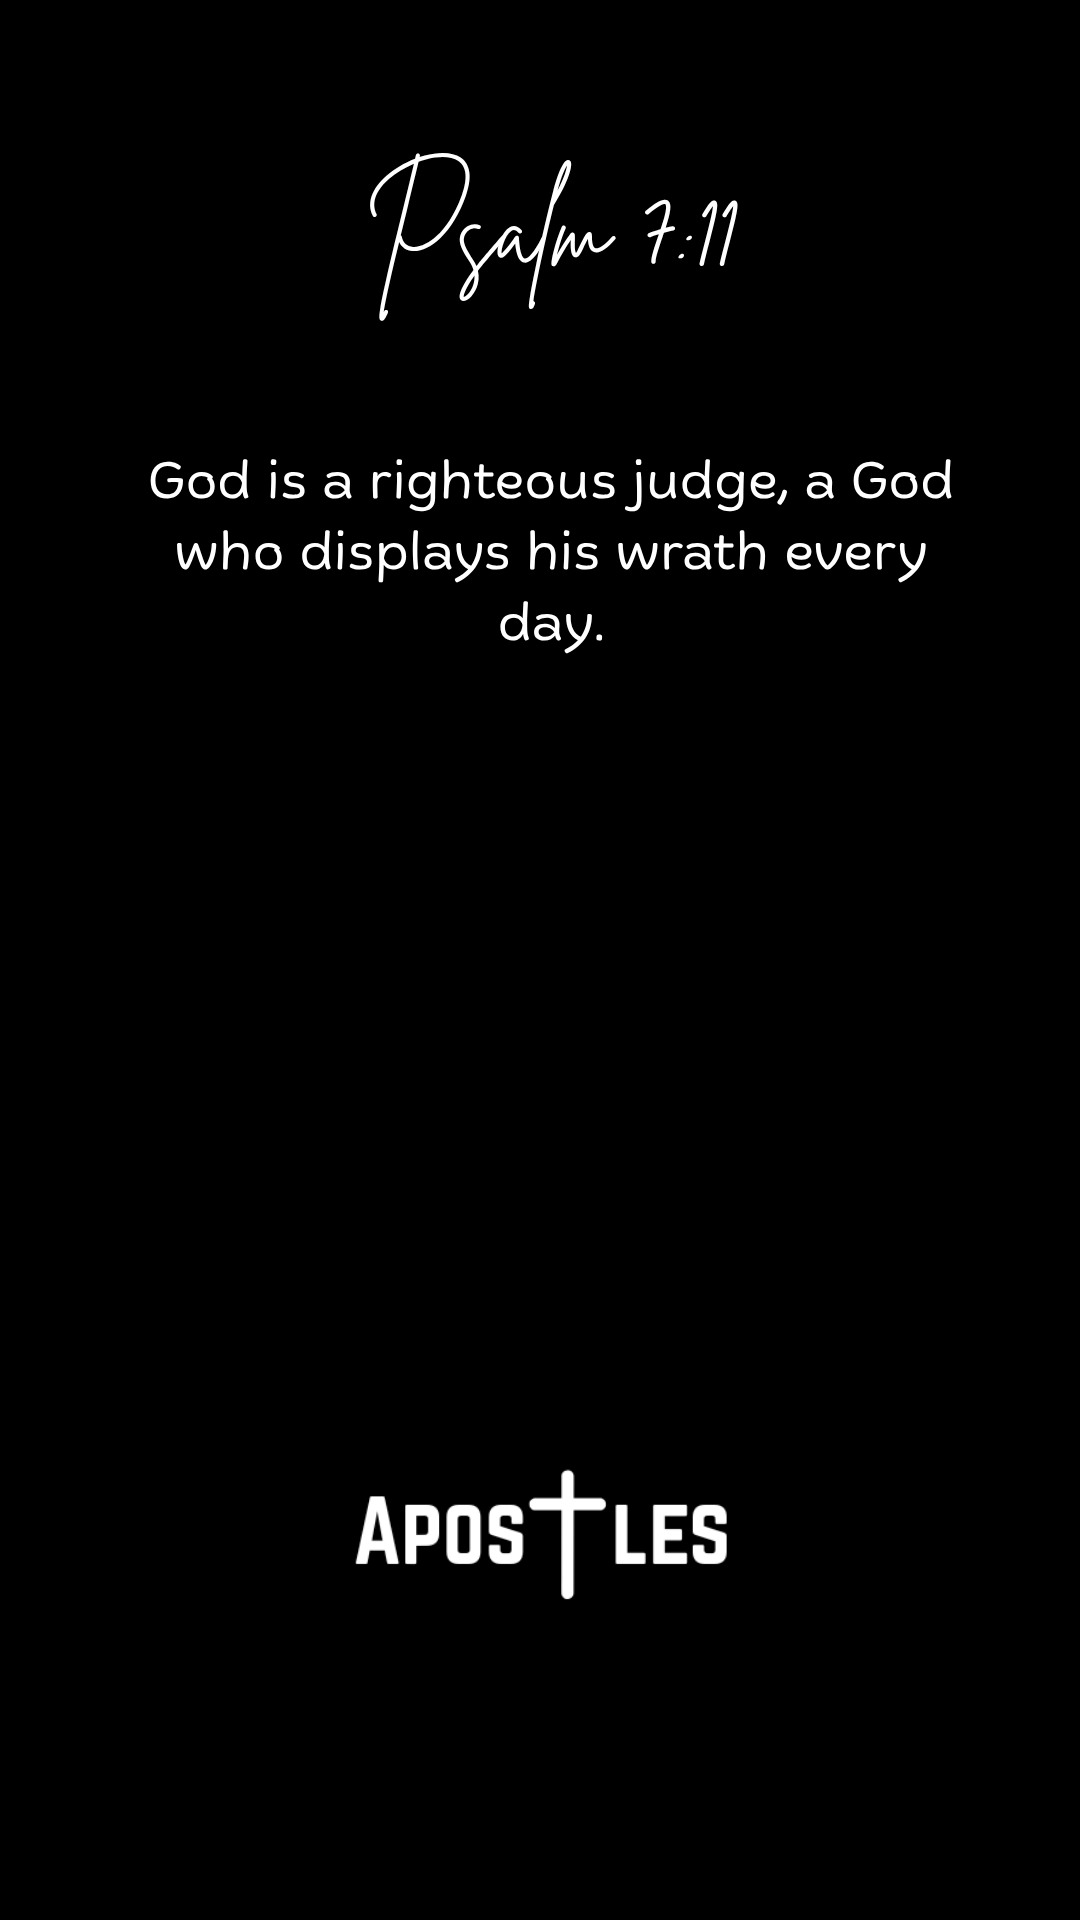 Psalm 7:11
God is a righteous judge, a God
who displays his wrath every
day.
APOSTLES